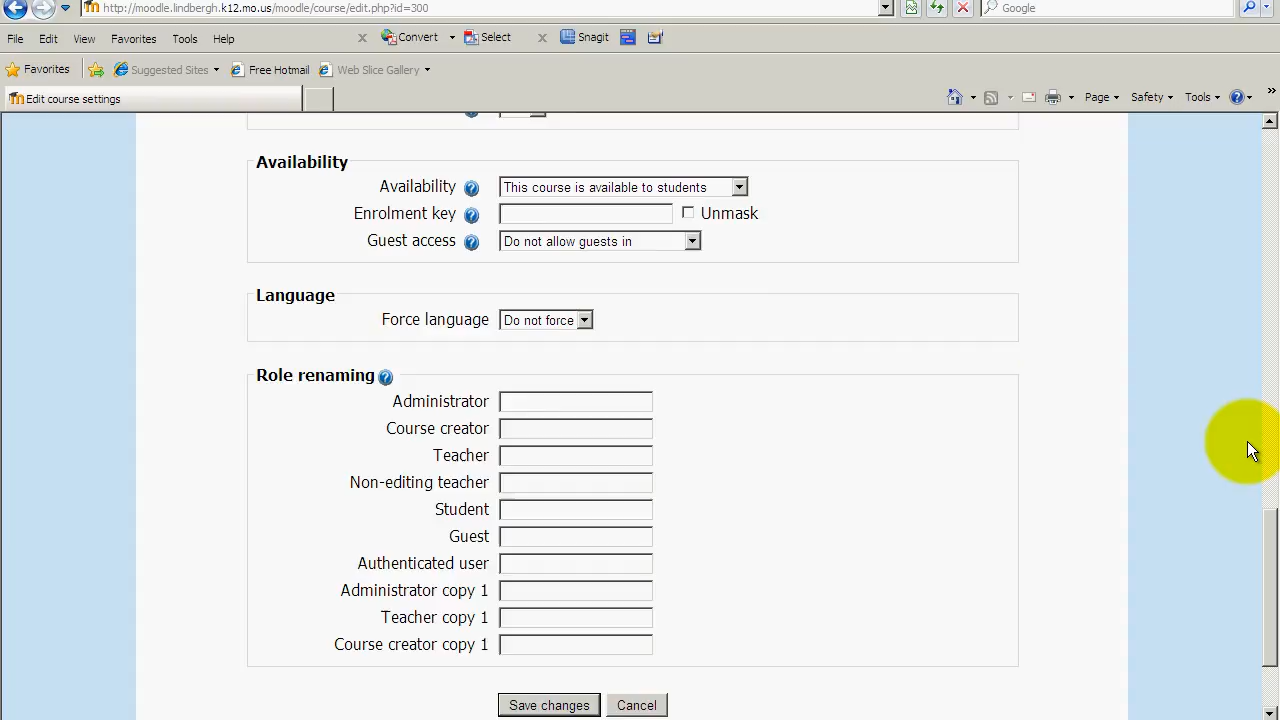 http://moodle.lindbergh.k12.mo.us/moodle/course/edit.php?id=300 Google
File Edit View Favorites Tools Help Convert Select Snagit
Favorites Suggested Sites Free Hotmail Web Slice Gallery
Edit course settings Page Safety Tools
Availability
Availability This course is available to students
Enrolment key Unmask
Guest access Do not allow guests in
Language
Force language Do not force
Role renaming
Administrator
Course creator
Teacher
Non-editing teacher
Student
Guest
Authenticated user
Administrator copy 1
Teacher copy 1
Course creator copy 1
Save changes Cancel